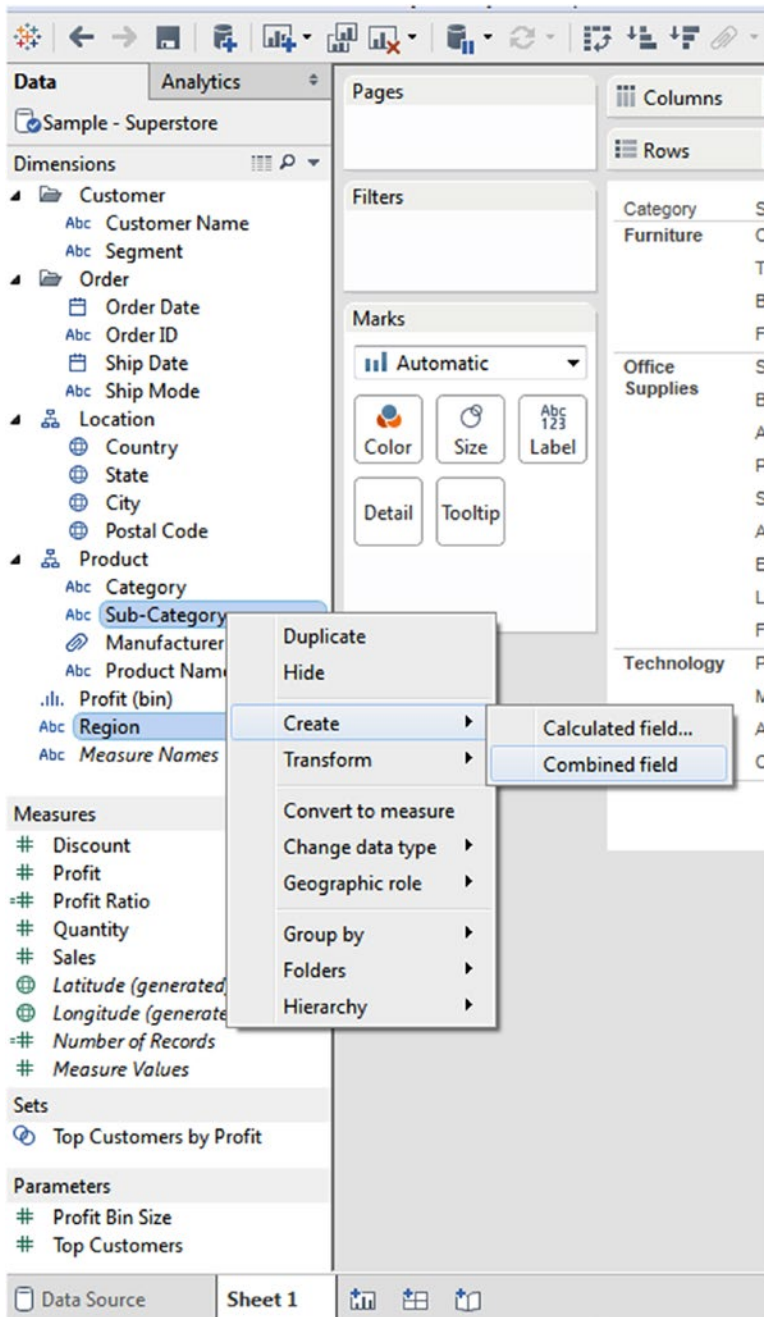 Data
Analytics
Sample - Superstore
Dimensions
Customer
Abc Customer Name
Abc Segment
Order
Order Date
Abc Order ID
Ship Date
Abc Ship Mode
Location
Country
State
City
Postal Code
Product
Abc Category
Abc Sub-Category
Manufacturer
Abc Product Name
Profit (bin)
Abc Region
Abc Measure Names
Measures
# Discount
# Profit
=# Profit Ratio
# Quantity
# Sales
Latitude (generated)
Longitude (generate
=# Number of Records
# Measure Values
Sets
Top Customers by Profit
Parameters
# Profit Bin Size
# Top Customers
Data Source
Sheet 1
Pages
Filters
Marks
Automatic
Color
Size
Abc
123
Label
Detail
Tooltip
Duplicate
Hide
Create
Transform
Convert to measure
Change data type
Geographic role
Group by
Folders
Hierarchy
Calculated field...
Combined field
Columns
Rows
Category S
Furniture C
T
B
F
Office S
Supplies
B
A
P
S
A
E
L
F
Technology P
M
A
C